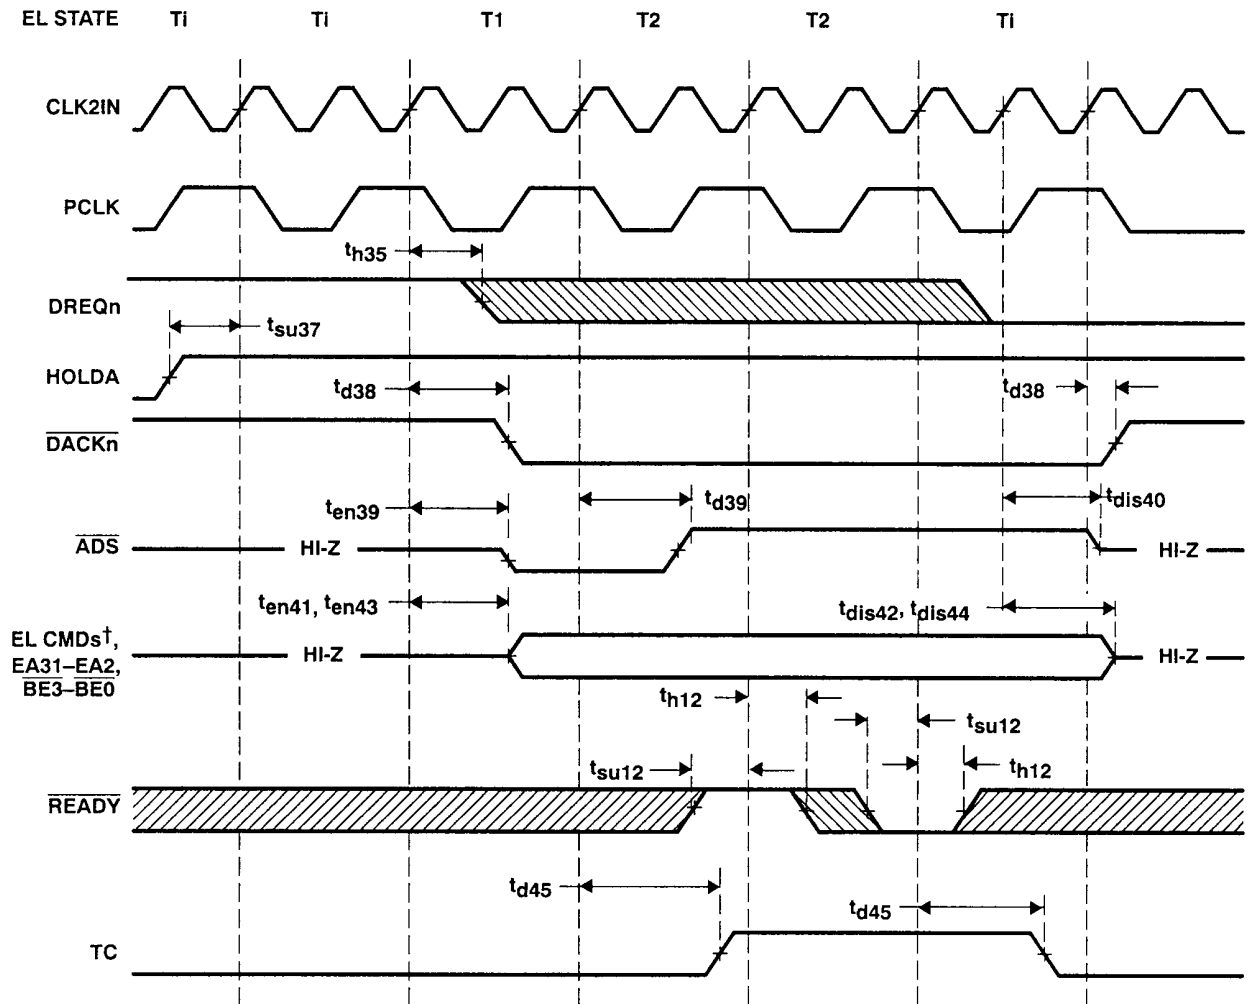 EL STATE Ti Ti T1 T2 T2 Ti
CLK2IN
PCLK
th35
DREQn
tsu37
HOLDA
td38 td38
DACKn
ten39 td39 tdis40
ADS HI-Z HI-Z
ten41, ten43 tdis42, tdis44
EL CMDs†,
EA31–EA2,
BE3–BE0
HI-Z HI-Z
th12
tsu12
tsu12 th12
READY
td45 td45
TC